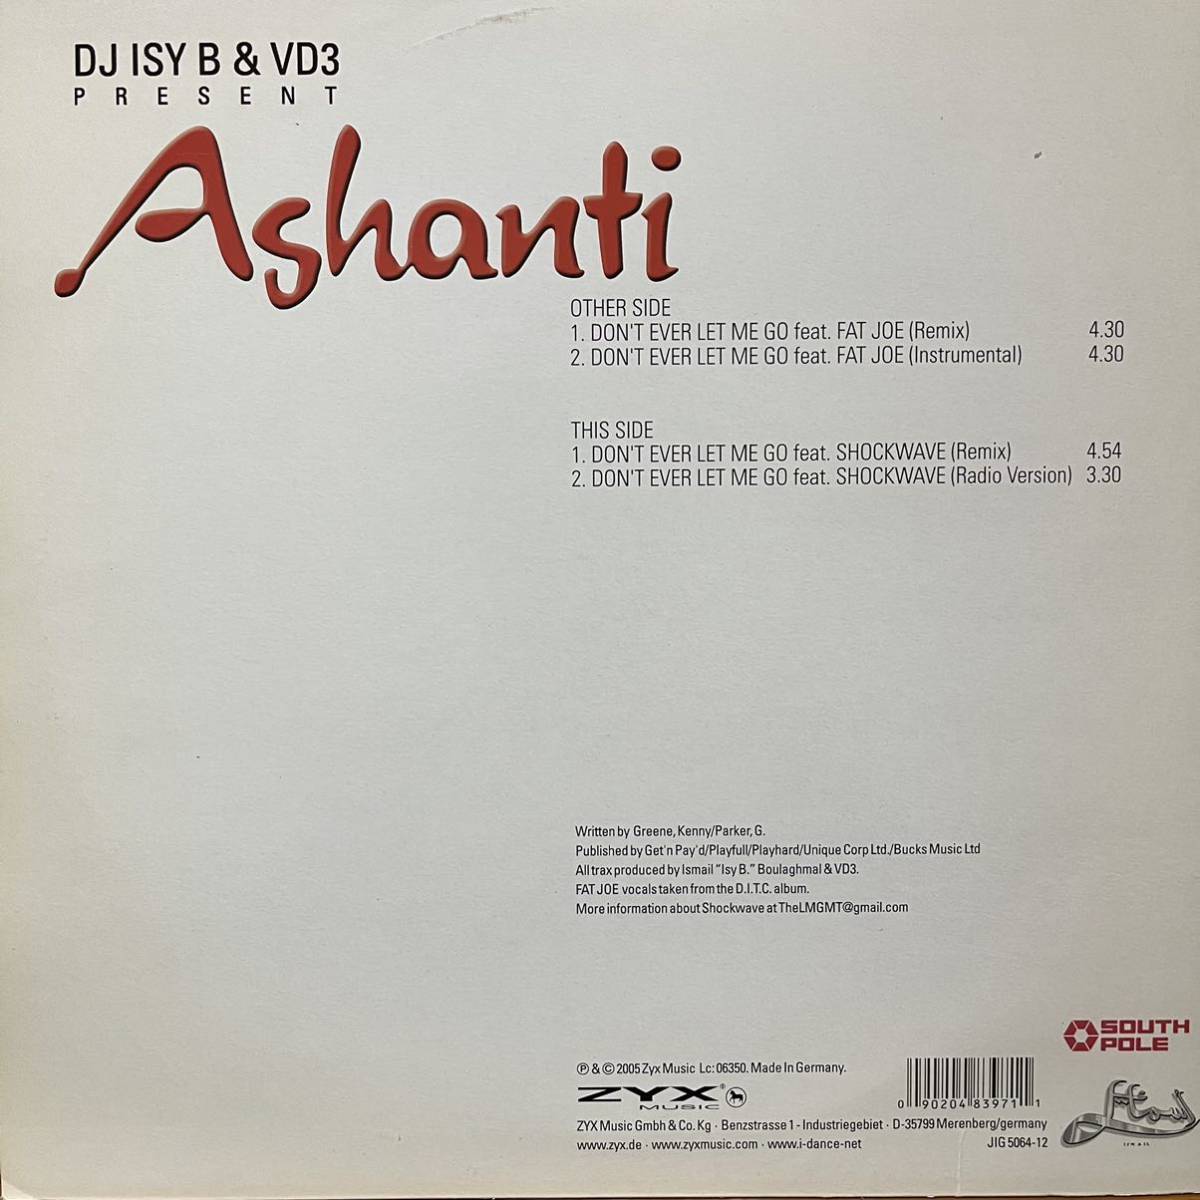 DJ ISY B & VD3
PRESENT
Ashanti
OTHER SIDE
1. DON'T EVER LET ME GO feat. FAT JOE (Remix) 4.30
2. DON'T EVER LET ME GO feat. FAT JOE (Instrumental) 4.30
THIS SIDE
1. DON'T EVER LET ME GO feat. SHOCKWAVE (Remix) 4.54
2. DON'T EVER LET ME GO feat. SHOCKWAVE (Radio Version) 3.30
Written by Greene, Kenny/Parker, G.
Published by Get'n Pay'd/Playfull/Playhard/Unique Corp Ltd./Bucks Music Ltd
All trax produced by Ismail "Isy B." Boulaghmal & VD3.
FAT JOE vocals taken from the D.I.T.C. album.
More information about Shockwave at TheLMGMT@gmail.com
SOUTH
POLE
℗ & © 2005 Zyx Music Lc: 06350. Made In Germany.
ZYX®
MUSIC
0 90204 83971 1
ZYX Music Gmbh & Co. Kg · Benzstrasse 1 - Industriegebiet · D-35799 Merenberg/germany
www.zyx.de · www.zyxmusic.com · www.i-dance-net JIG 5064-12